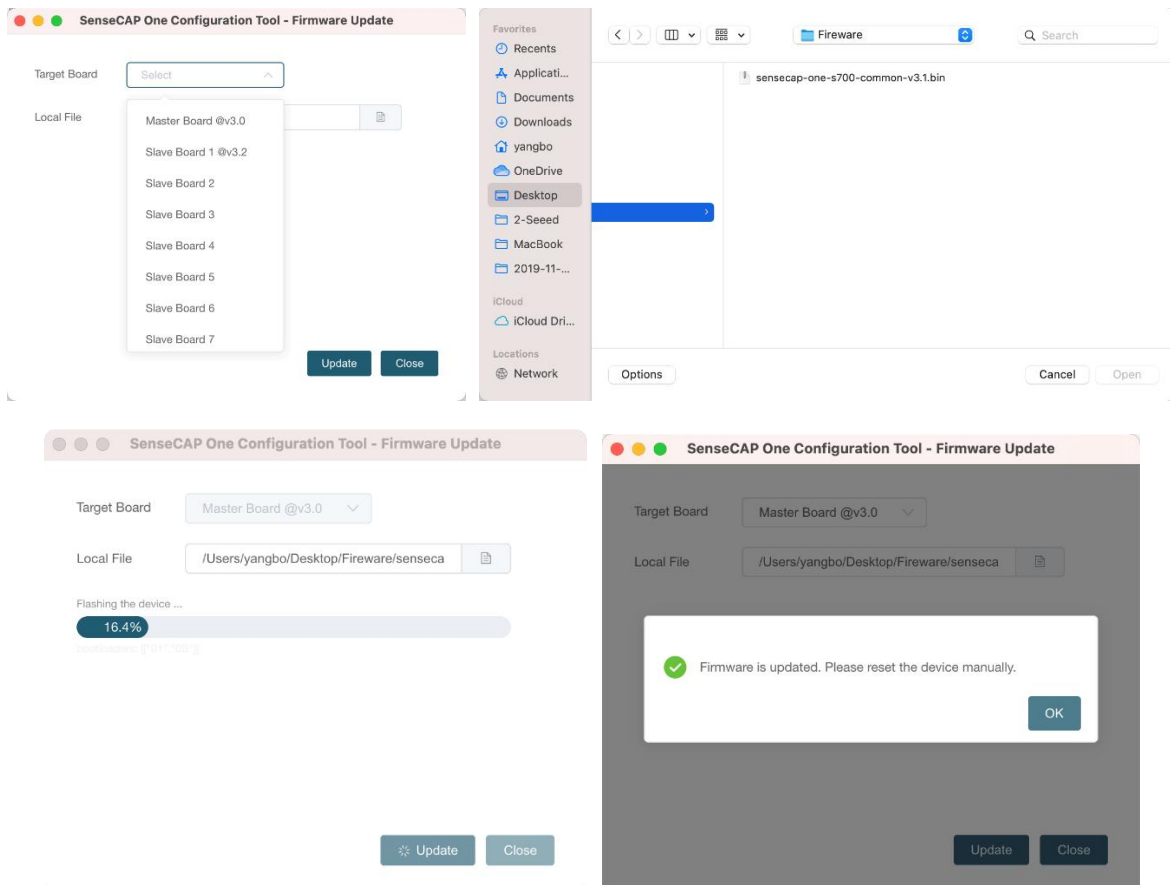 SenseCAP One Configuration Tool - Firmware Update
Target Board
Select
Local File
Master Board @v3.0
Slave Board 1 @v3.2
Slave Board 2
Slave Board 3
Slave Board 4
Slave Board 5
Slave Board 6
Slave Board 7
Update
Close
Favorites
Recents
Applicati...
Documents
Downloads
yangbo
OneDrive
Desktop
2-Seeed
MacBook
2019-11-...
iCloud
iCloud Dri...
Locations
Network
Fireware
Search
sensecap-one-s700-common-v3.1.bin
Options
Cancel
Open
SenseCAP One Configuration Tool - Firmware Update
Target Board
Master Board @v3.0
Local File
/Users/yangbo/Desktop/Fireware/senseca
Flashing the device ...
16.4%
Update
Close
SenseCAP One Configuration Tool - Firmware Update
Target Board
Master Board @v3.0
Local File
/Users/yangbo/Desktop/Fireware/senseca
Firmware is updated. Please reset the device manually.
OK
Update
Close